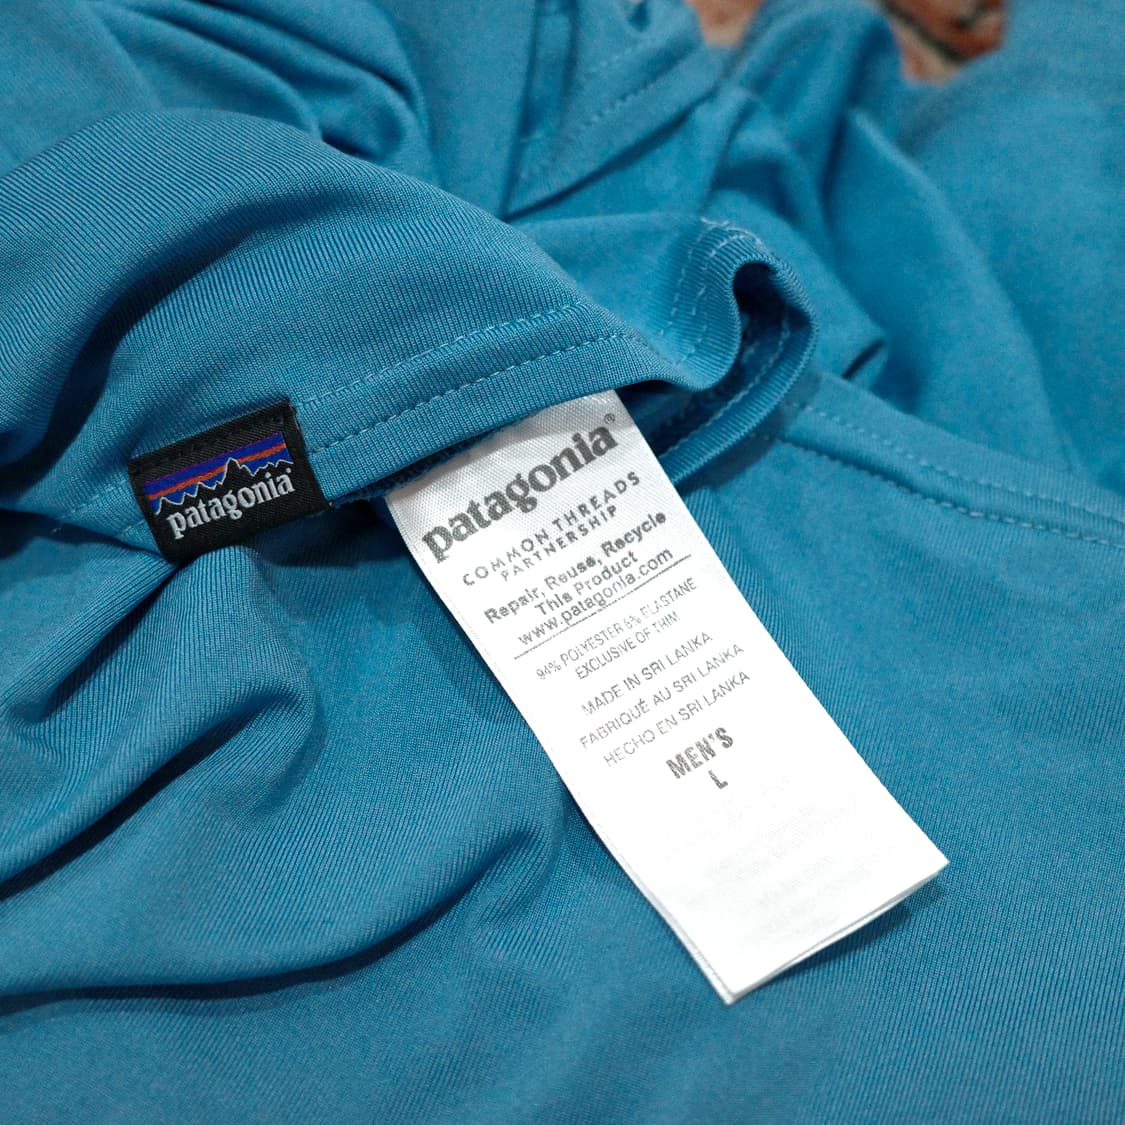 patagonia
patagonia®
COMMON THREADS
PARTNERSHIP
Repair, Reuse, Recycle
This Product
www.patagonia.com
94% POLYESTER 6% ELASTANE
EXCLUSIVE OF TRIM
MADE IN SRI LANKA
FABRIQUÉ AU SRI LANKA
HECHO EN SRI LANKA
MEN'S
L